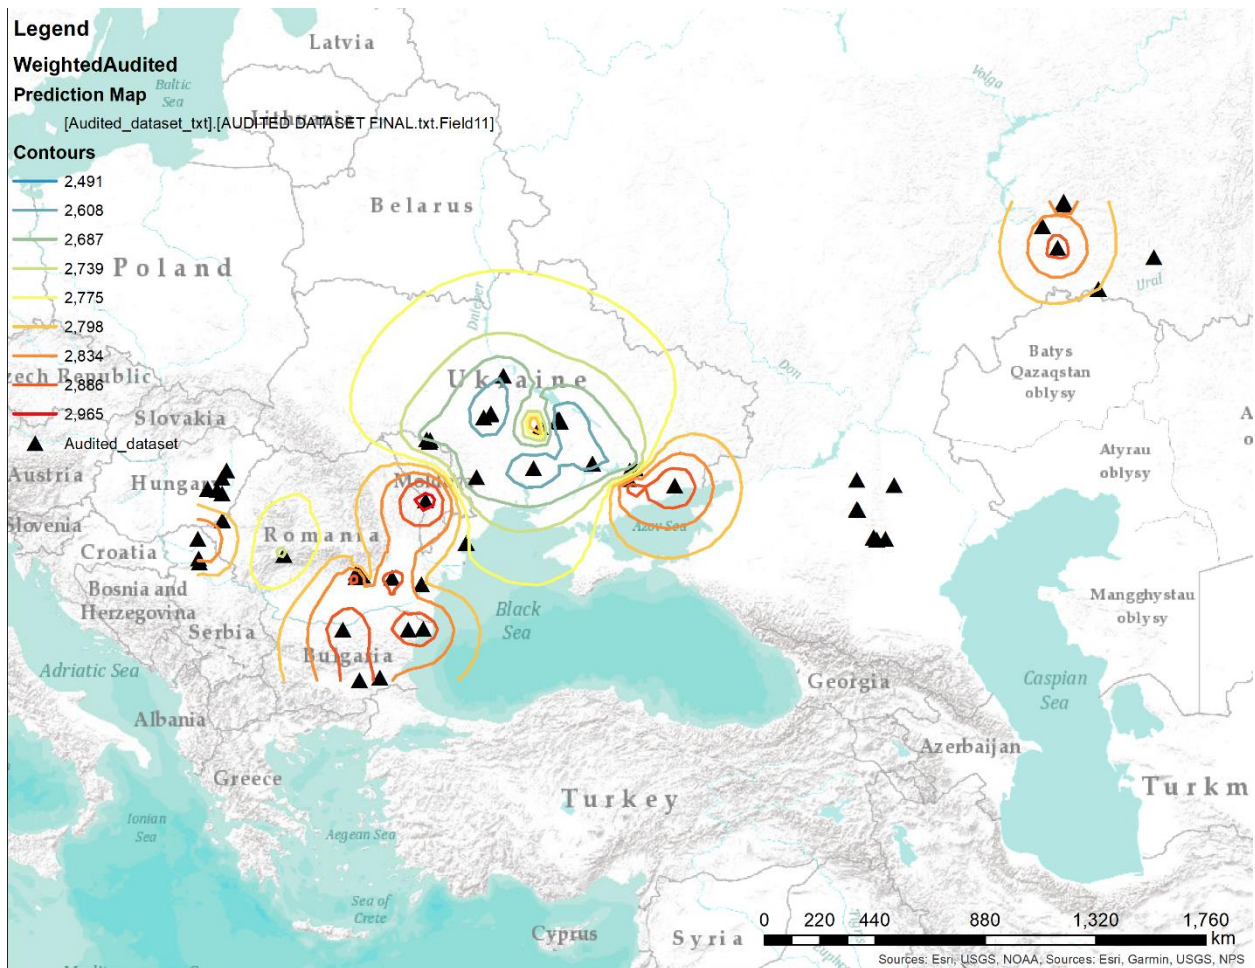 Legend
WeightedAudited
Prediction Map
[Audited_dataset_txt].[AUDITED DATASET FINAL.txt.Field11]
Contours
2,491
2,608
2,687
2,739
2,775
2,798
2,834
2,886
2,965
Audited_dataset
Latvia
Baltic
Sea
Lithuania
Belarus
Poland
Volga
Dnieper
Don
Ural
Batys
Qazaqstan
oblysy
Czech Republic
Slovakia
Ukraine
Atyrau
oblysy
Austria
Hungary
Moldova
Slovenia
Romania
Azov Sea
Croatia
Bosnia and
Herzegovina
Serbia
Black
Sea
Mangghystau
oblysy
Bulgaria
Adriatic Sea
Georgia
Caspian
Sea
Albania
Azerbaijan
Greece
Turkey
Turkm
Ionian
Sea
Aegean Sea
Sea of
Crete
Cyprus
Syria
0 220 440 880 1,320 1,760
km
Sources: Esri, USGS, NOAA, Sources: Esri, Garmin, USGS, NPS